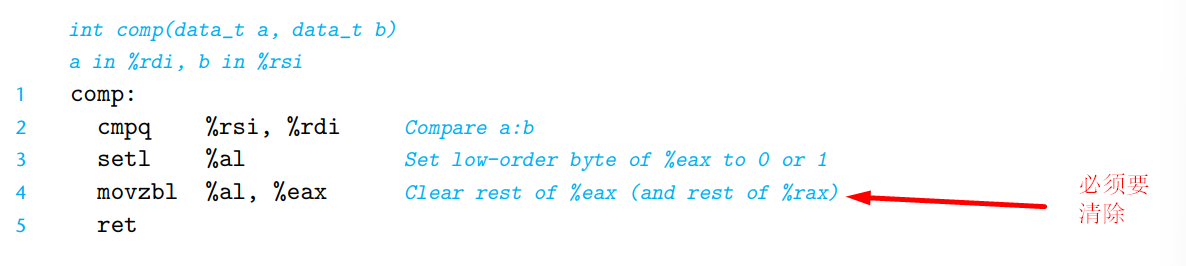 int comp(data_t a, data_t b)
a in %rdi, b in %rsi
1 comp:
2 cmpq %rsi, %rdi Compare a:b
3 setl %al Set low-order byte of %eax to 0 or 1
4 movzbl %al, %eax Clear rest of %eax (and rest of %rax)
必须要
清除
5 ret